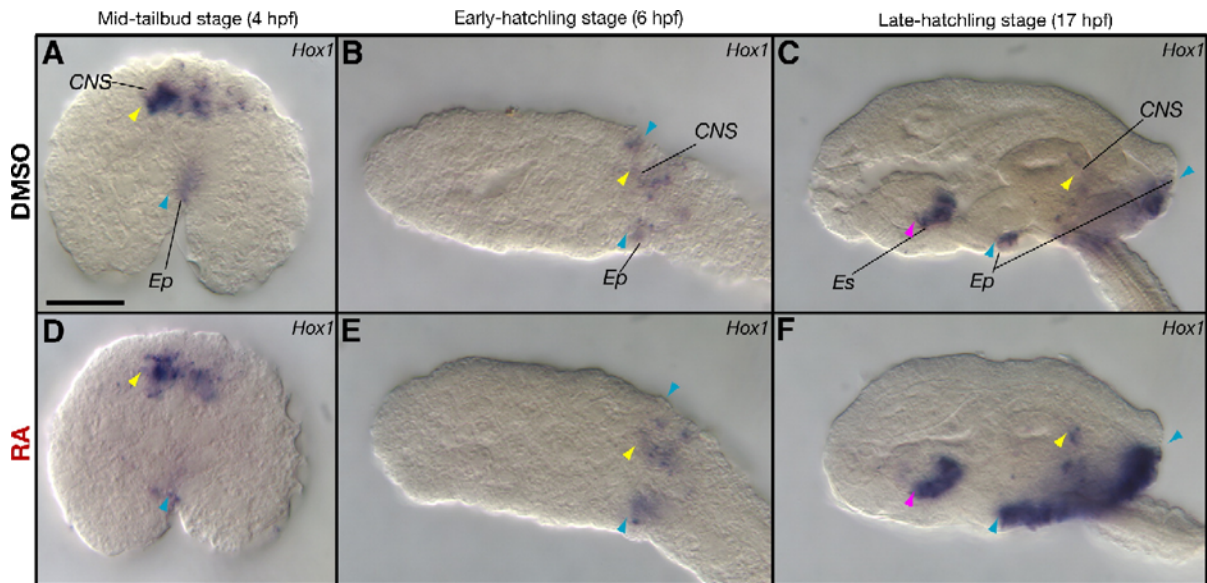 Mid-tailbud stage (4 hpf)
Early-hatchling stage (6 hpf)
Late-hatchling stage (17 hpf)
DMSO
A
Hox1
CNS
Ep
B
Hox1
CNS
Ep
C
Hox1
CNS
Es
Ep
RA
D
Hox1
E
Hox1
F
Hox1